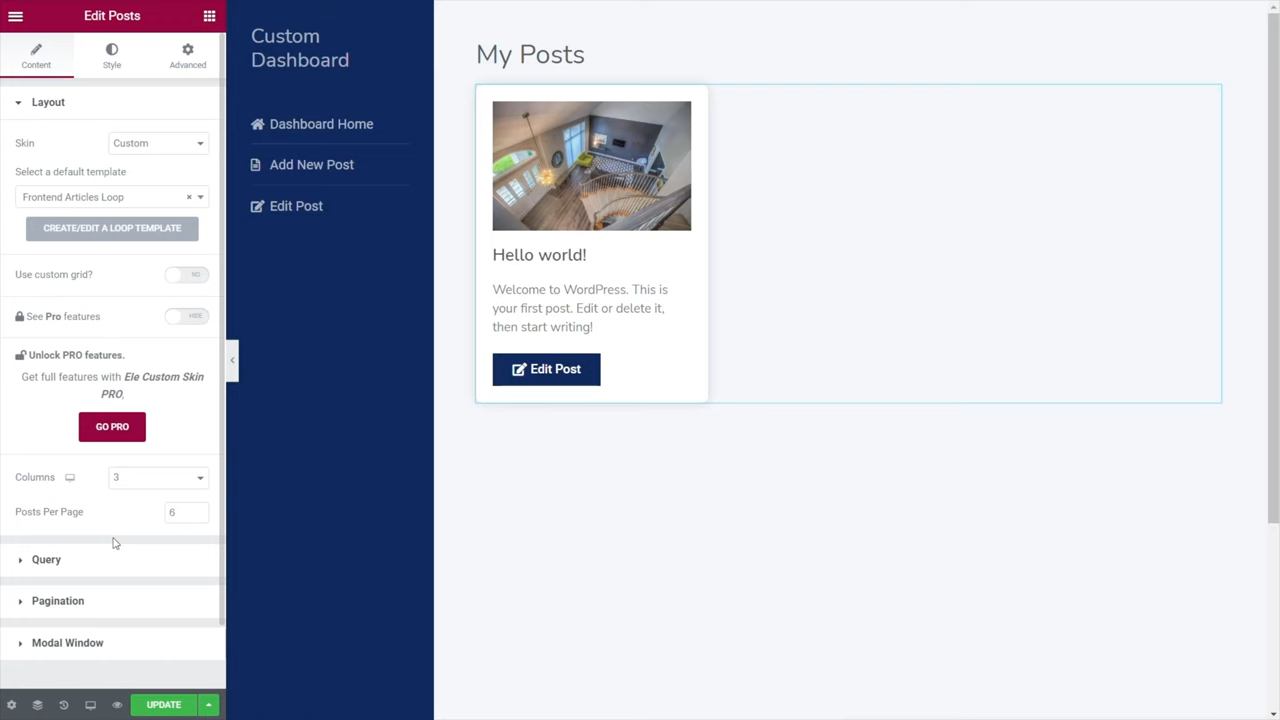 Edit Posts
Content
Style
Advanced
Layout
Skin
Custom
Select a default template
Frontend Articles Loop
×
CREATE/EDIT A LOOP TEMPLATE
Use custom grid?
NO
See Pro features
HIDE
Unlock PRO features.
Get full features with Ele Custom Skin
PRO.
GO PRO
Columns
3
Posts Per Page
6
Query
Pagination
Modal Window
UPDATE
Custom
Dashboard
Dashboard Home
Add New Post
Edit Post
My Posts
Hello world!
Welcome to WordPress. This is
your first post. Edit or delete it,
then start writing!
Edit Post